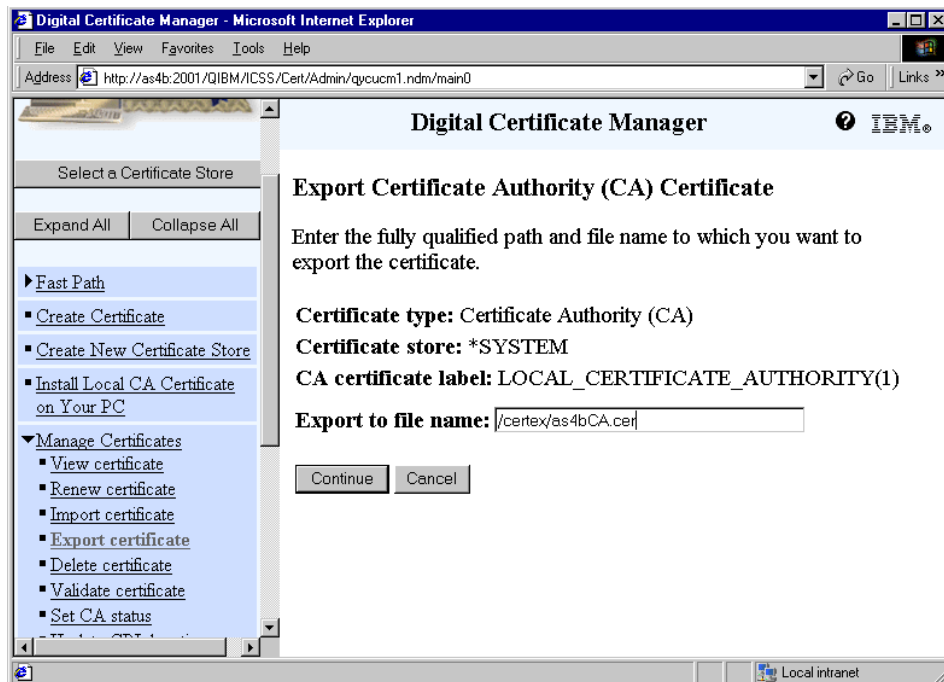 Digital Certificate Manager - Microsoft Internet Explorer
File Edit View Favorites Tools Help
Address http://as4b:2001/QIBM/ICSS/Cert/Admin/qycucm1.ndm/main0 Go Links »
Select a Certificate Store
Expand All Collapse All
Fast Path
Create Certificate
Create New Certificate Store
Install Local CA Certificate
on Your PC
Manage Certificates
View certificate
Renew certificate
Import certificate
Export certificate
Delete certificate
Validate certificate
Set CA status
Digital Certificate Manager
IBM®
Export Certificate Authority (CA) Certificate
Enter the fully qualified path and file name to which you want to
export the certificate.
Certificate type: Certificate Authority (CA)
Certificate store: *SYSTEM
CA certificate label: LOCAL_CERTIFICATE_AUTHORITY(1)
Export to file name: /certex/as4bCA.cer
Continue Cancel
Local intranet